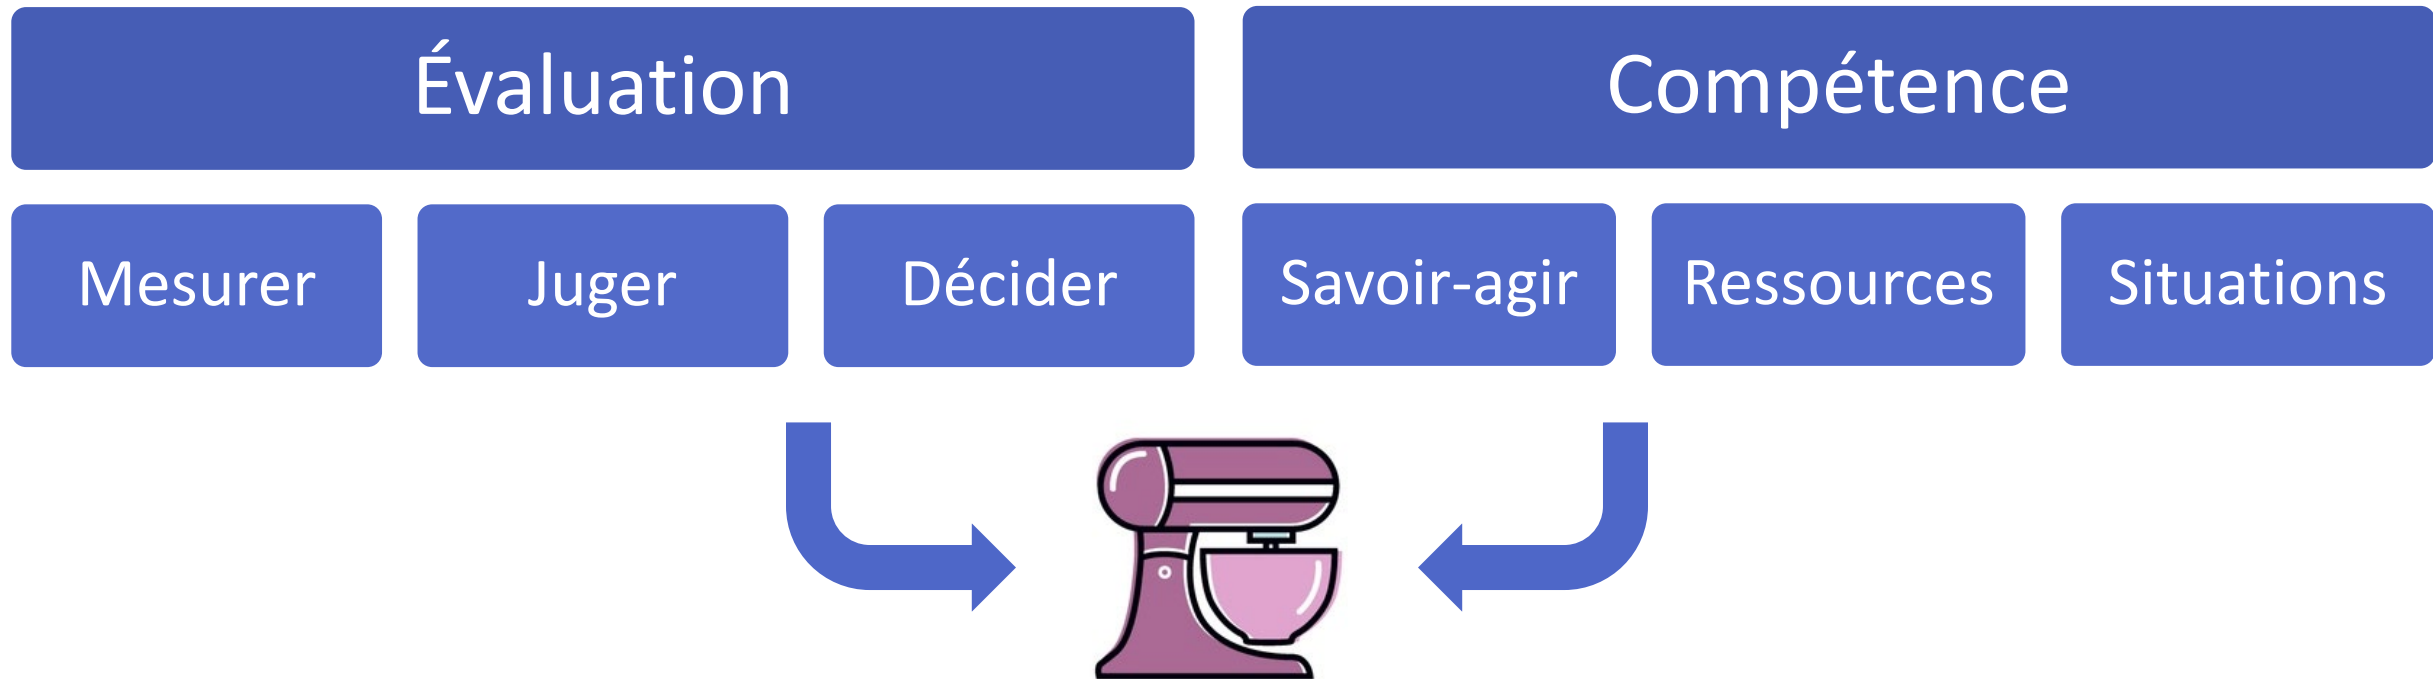 Évaluation
Compétence
Mesurer
Juger
Décider
Savoir-agir
Ressources
Situations